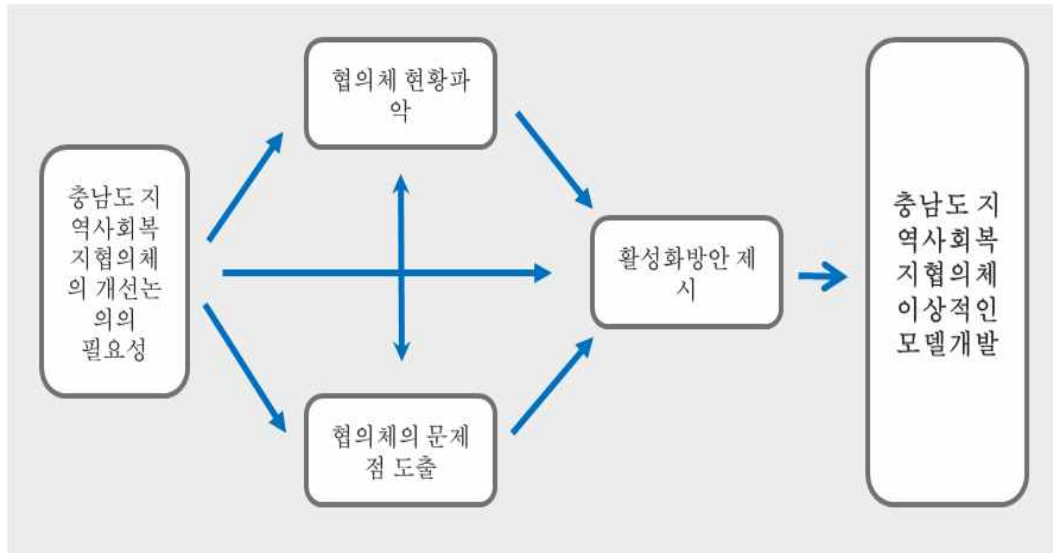 충남도 지
역사회복
지협의체
의 개선논
의의
필요성
협의체 현황파
악
협의체의 문제
점 도출
활성화방안 제
시
충남도 지
역사회복
지협의체
이상적인
모델개발